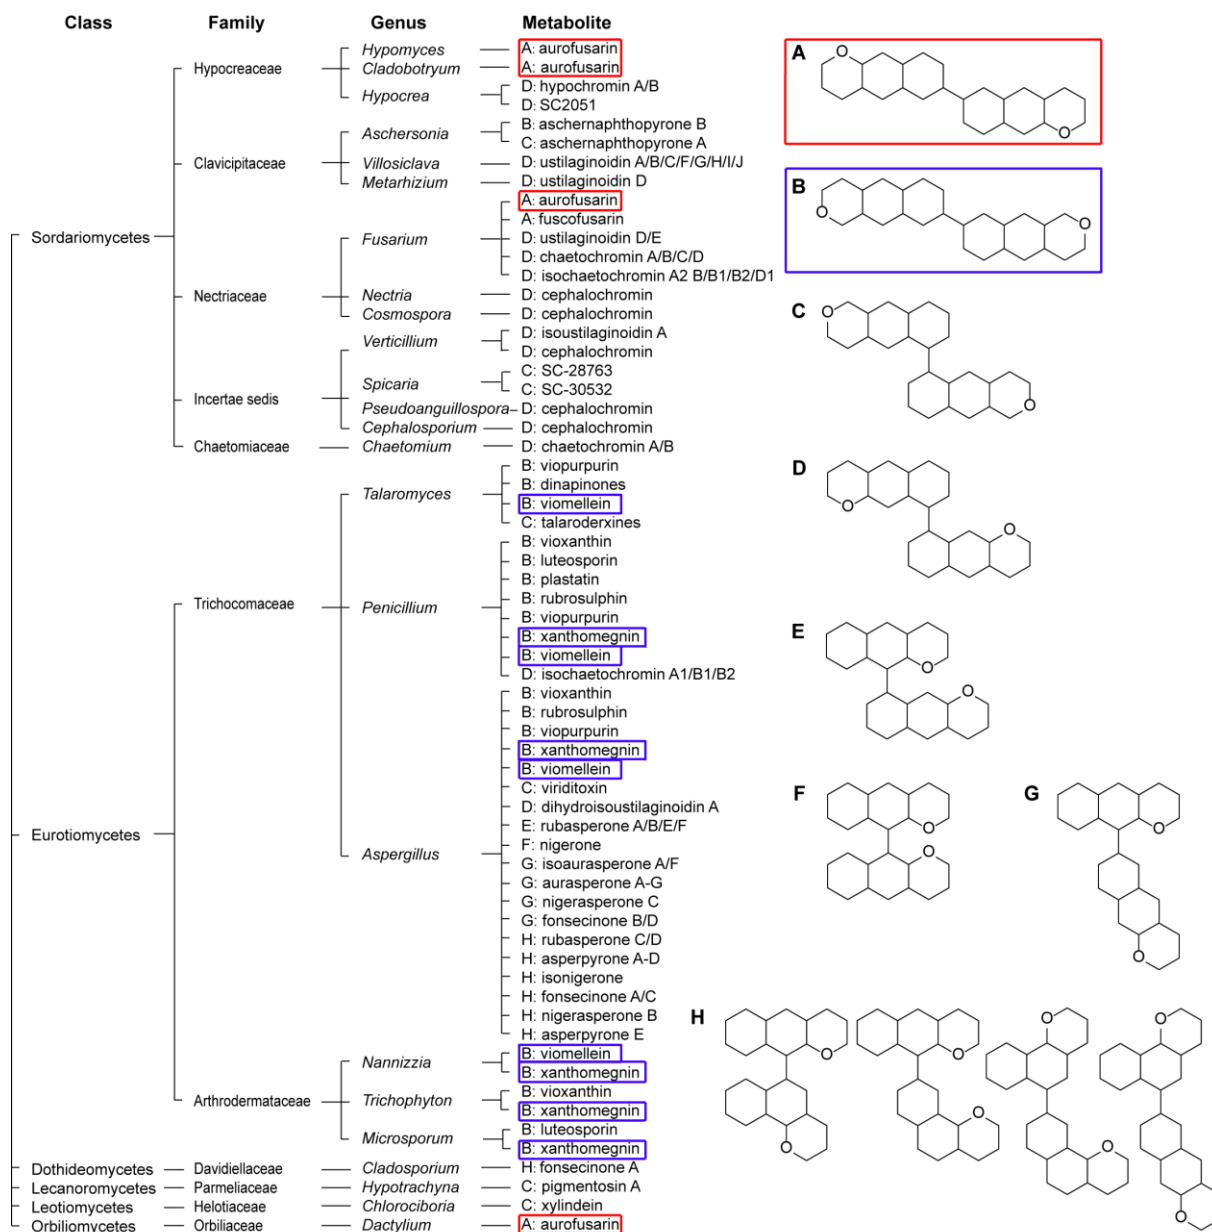 Class Family Genus Metabolite
Hypomyces A: aurofusarin
Hypocreaceae Cladobotryum A: aurofusarin
Hypocrea D: hypochromin A/B
D: SC2051
Aschersonia B: aschernaphthopyrone B
C: aschernaphthopyrone A
Clavicipitaceae Villosiclava D: ustilaginoidin A/B/C/F/G/H/I/J
Metarhizium D: ustilaginoidin D
A: aurofusarin
A: fuscofusarin
Sordariomycetes Fusarium D: ustilaginoidin D/E
D: chaetochromin A/B/C/D
D: isochaetochromin A2 B/B1/B2/D1
Nectriaceae Nectria D: cephalochromin
Cosmospora D: cephalochromin
Verticillium D: isoustilaginoidin A
D: cephalochromin
Spicaria C: SC-28763
C: SC-30532
Incertae sedis Pseudoanguillospora D: cephalochromin
Cephalosporium D: cephalochromin
Chaetomiaceae Chaetomium D: chaetochromin A/B
B: viopurpurin
Talaromyces B: dinapinones
B: viomellein
C: talaroderxines
B: vioxanthin
B: luteosporin
B: plastatin
Trichocomaceae Penicillium B: rubrosulphin
B: viopurpurin
B: xanthomegnin
B: viomellein
D: isochaetochromin A1/B1/B2
B: vioxanthin
B: rubrosulphin
B: viopurpurin
B: xanthomegnin
B: viomellein
C: viriditoxin
D: dihydroisoustilaginoidin A
Eurotiomycetes E: rubasperone A/B/E/F
F: nigerone
Aspergillus G: isoaurasperone A/F
G: aurasperone A-G
G: nigerasperone C
G: fonsecinone B/D
H: rubasperone C/D
H: asperpyrone A-D
H: isonigerone
H: fonsecinone A/C
H: nigerasperone B
H: asperpyrone E
Nannizzia B: viomellein
B: xanthomegnin
Arthrodermataceae Trichophyton B: vioxanthin
B: xanthomegnin
Microsporum B: luteosporin
B: xanthomegnin
Dothideomycetes Davidiellaceae Cladosporium H: fonsecinone A
Lecanoromycetes Parmeliaceae Hypotrachyna C: pigmentosin A
Leotiomycetes Helotiaceae Chlorociboria C: xylindein
Orbiliomycetes Orbiliaceae Dactylium A: aurofusarin
A
O
O
B
O
O
C
O
O
D
O
O
E
O
O
F
O
O
G
O
O
H
O
O
O
O
O
O
O
O